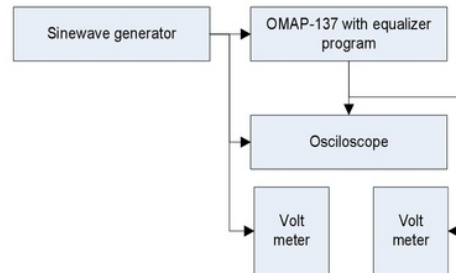 Sinewave generator
OMAP-137 with equalizer
program
Osciloscope
Volt
meter
Volt
meter